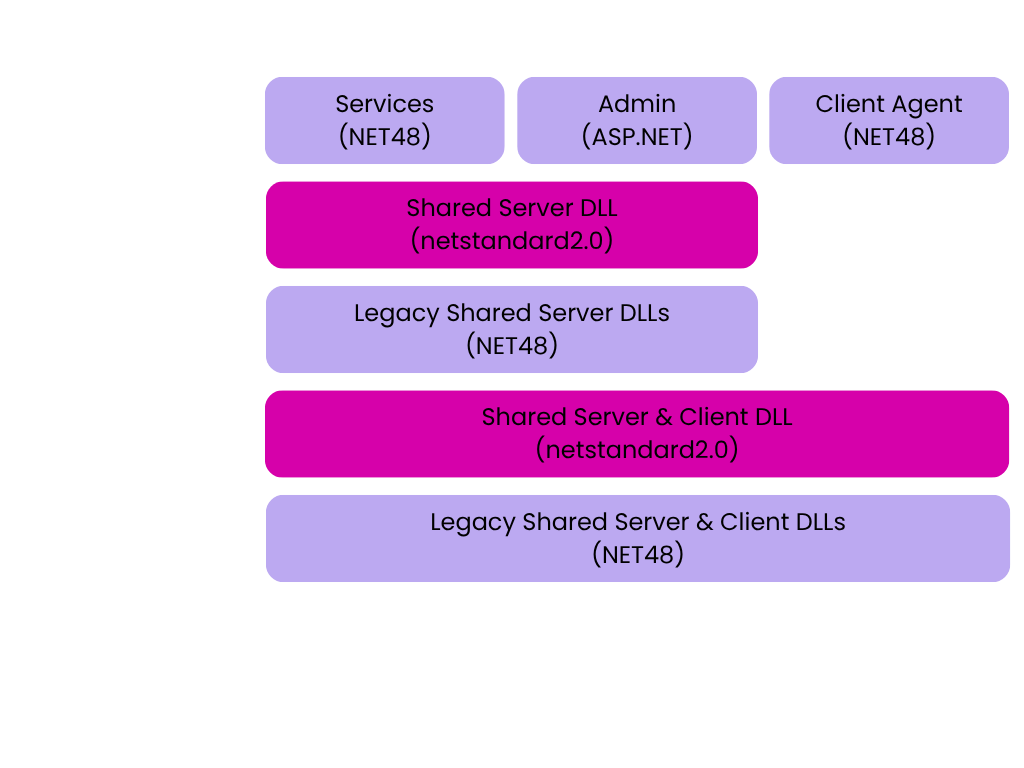 Services
(NET48)
Admin
(ASP.NET)
Client Agent
(NET48)
Shared Server DLL
(netstandard2.0)
Legacy Shared Server DLLs
(NET48)
Shared Server & Client DLL
(netstandard2.0)
Legacy Shared Server & Client DLLs
(NET48)